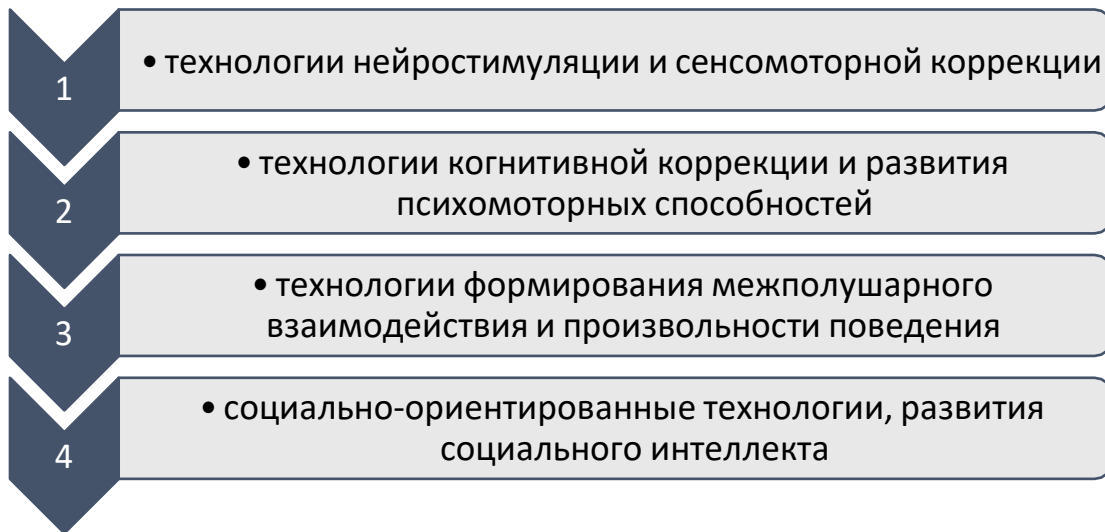 1
• технологии нейростимуляции и сенсомоторной коррекции
2
• технологии когнитивной коррекции и развития
психомоторных способностей
3
• технологии формирования межполушарного
взаимодействия и произвольности поведения
4
• социально-ориентированные технологии, развития
социального интеллекта